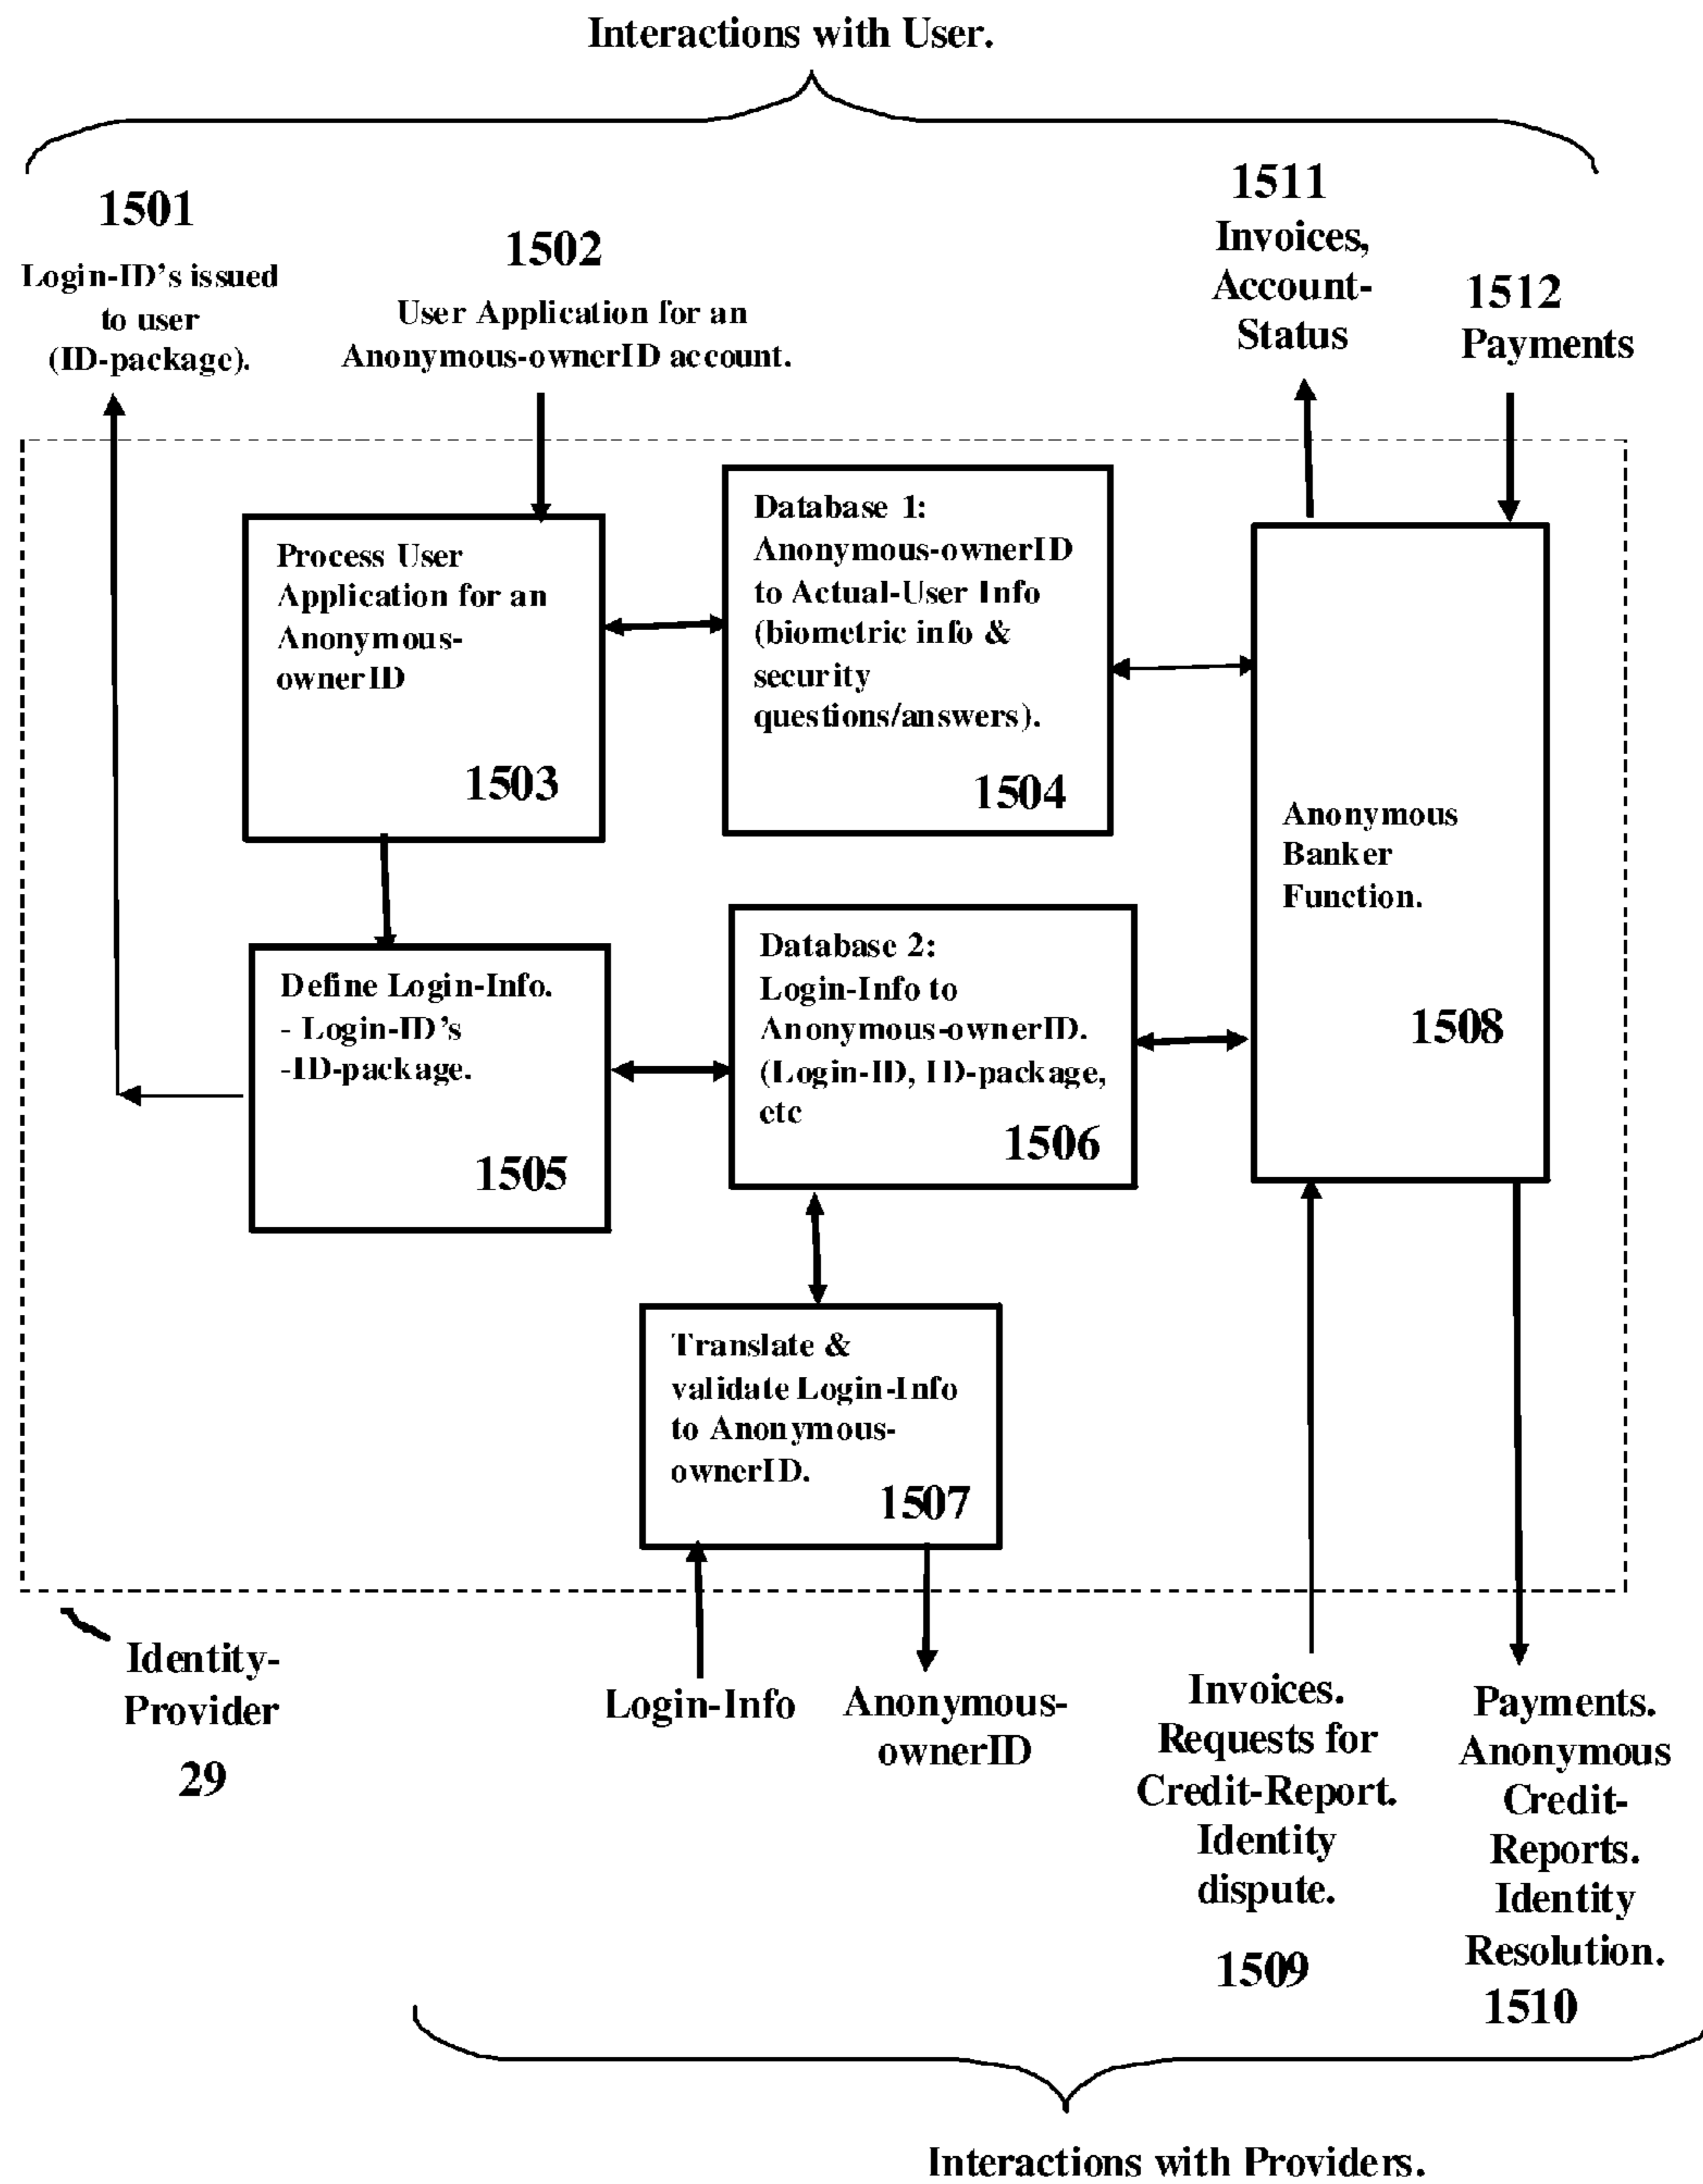 Interactions with User.
1501
Login-ID's issued
to user
(ID-package).
1502
User Application for an
Anonymous-ownerID account.
1511
Invoices,
Account-
Status
1512
Payments
Process User
Application for an
Anonymous-
ownerID
1503
Database 1:
Anonymous-ownerID
to Actual-User Info
(biometric info &
security
questions/answers).
1504
Anonymous
Banker
Function.
1508
Define Login-Info.
- Login-ID's
-ID-package.
1505
Database 2:
Login-Info to
Anonymous-ownerID.
(Login-ID, ID-package,
etc
1506
Translate &
validate Login-Info
to Anonymous-
ownerID.
1507
Identity-
Provider
29
Login-Info
Anonymous-
ownerID
Invoices.
Requests for
Credit-Report.
Identity
dispute.
1509
Payments.
Anonymous
Credit-
Reports.
Identity
Resolution.
1510
Interactions with Providers.